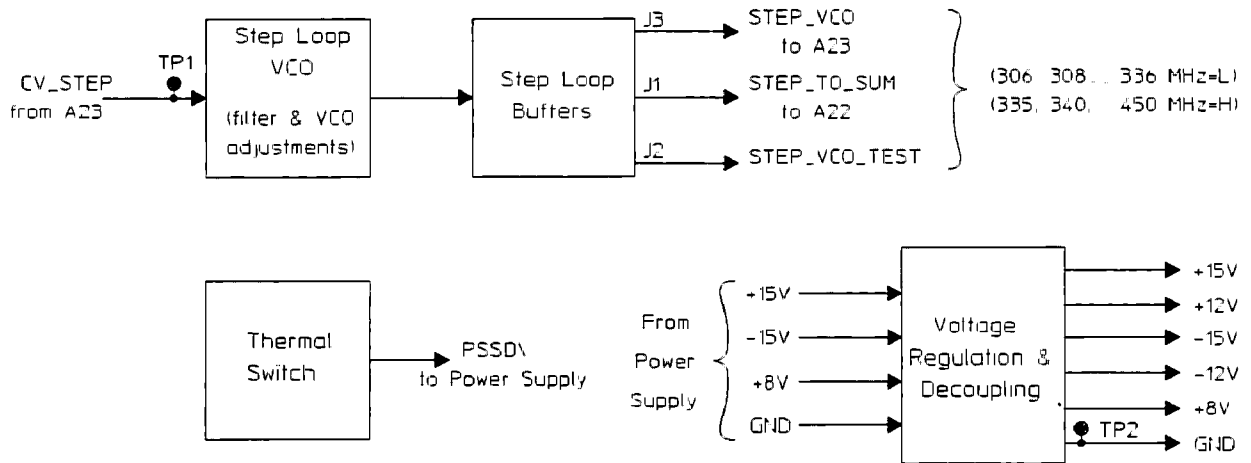 CV_STEP
from A23
TP1
Step Loop
VCO
(filter & VCO
adjustments)
Step Loop
Buffers
J3
STEP_VCO
to A23
J1
STEP_TO_SUM
to A22
J2
STEP_VCO_TEST
(306 308... 336 MHz=L)
(335, 340, 450 MHz=H)
Thermal
Switch
PSSD\
to Power Supply
From
Power
Supply
+15V
-15V
+8V
GND
Voltage
Regulation &
Decoupling
+15V
+12V
-15V
-12V
+8V
TP2
GND